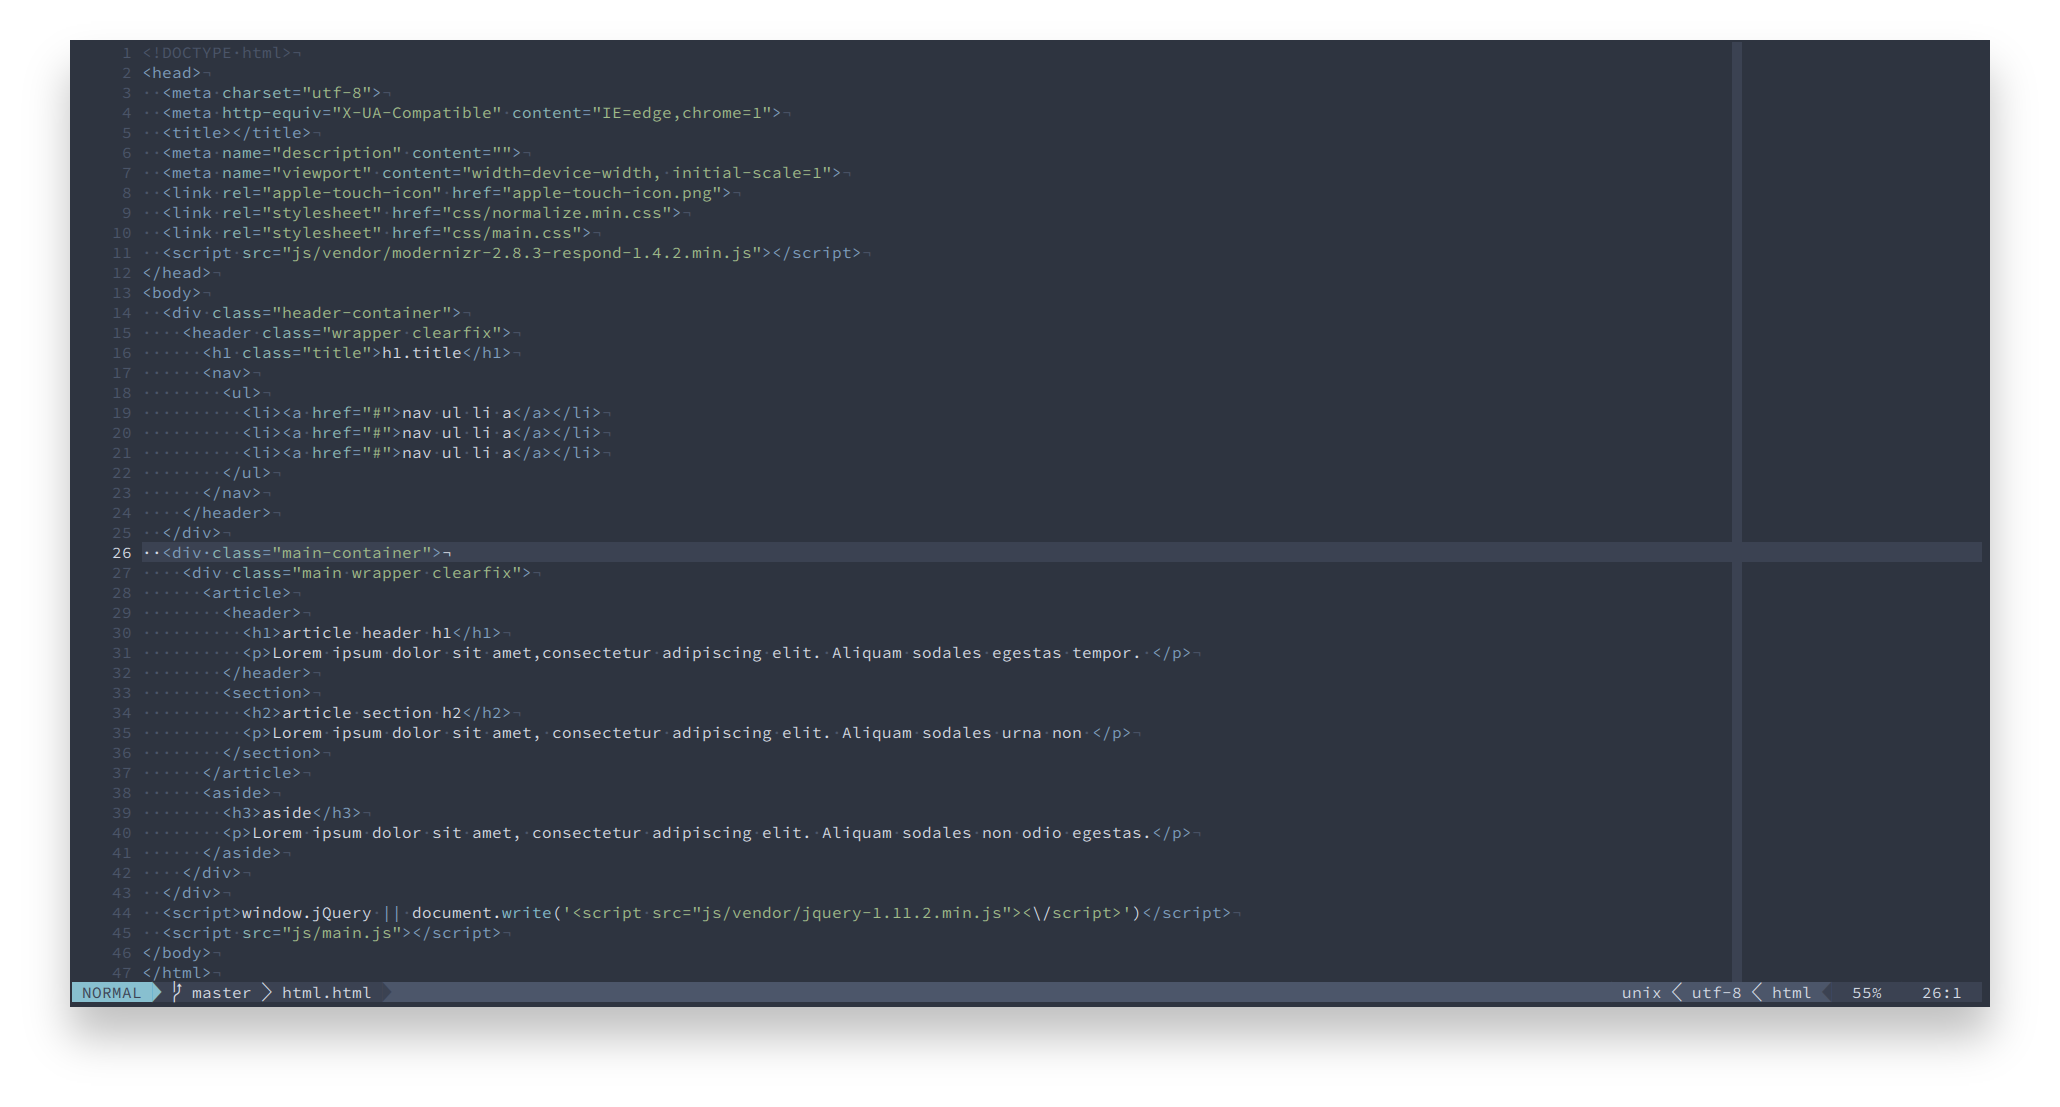 1 <!DOCTYPE·html>¬
2 <head>¬
3 ··<meta·charset="utf-8">¬
4 ··<meta·http-equiv="X-UA-Compatible"·content="IE=edge,chrome=1">¬
5 ··<title></title>¬
6 ··<meta·name="description"·content="">¬
7 ··<meta·name="viewport"·content="width=device-width,·initial-scale=1">¬
8 ··<link·rel="apple-touch-icon"·href="apple-touch-icon.png">¬
9 ··<link·rel="stylesheet"·href="css/normalize.min.css">¬
10 ··<link·rel="stylesheet"·href="css/main.css">¬
11 ··<script·src="js/vendor/modernizr-2.8.3-respond-1.4.2.min.js"></script>¬
12 </head>¬
13 <body>¬
14 ··<div·class="header-container">¬
15 ····<header·class="wrapper·clearfix">¬
16 ······<h1·class="title">h1.title</h1>¬
17 ······<nav>¬
18 ········<ul>¬
19 ··········<li><a·href="#">nav·ul·li·a</a></li>¬
20 ··········<li><a·href="#">nav·ul·li·a</a></li>¬
21 ··········<li><a·href="#">nav·ul·li·a</a></li>¬
22 ········</ul>¬
23 ······</nav>¬
24 ····</header>¬
25 ··</div>¬
26 ··<div·class="main-container">¬
27 ····<div·class="main·wrapper·clearfix">¬
28 ······<article>¬
29 ········<header>¬
30 ··········<h1>article·header·h1</h1>¬
31 ··········<p>Lorem·ipsum·dolor·sit·amet,consectetur·adipiscing·elit.·Aliquam·sodales·egestas·tempor.·</p>¬
32 ········</header>¬
33 ········<section>¬
34 ··········<h2>article·section·h2</h2>¬
35 ··········<p>Lorem·ipsum·dolor·sit·amet,·consectetur·adipiscing·elit.·Aliquam·sodales·urna·non·</p>¬
36 ········</section>¬
37 ······</article>¬
38 ······<aside>¬
39 ········<h3>aside</h3>¬
40 ········<p>Lorem·ipsum·dolor·sit·amet,·consectetur·adipiscing·elit.·Aliquam·sodales·non·odio·egestas.</p>¬
41 ······</aside>¬
42 ····</div>¬
43 ··</div>¬
44 ··<script>window.jQuery·||·document.write('<script·src="js/vendor/jquery-1.11.2.min.js"><\/script>')</script>¬
45 ··<script·src="js/main.js"></script>¬
46 </body>¬
47 </html>¬
NORMAL master html.html unix utf-8 html 55% 26:1